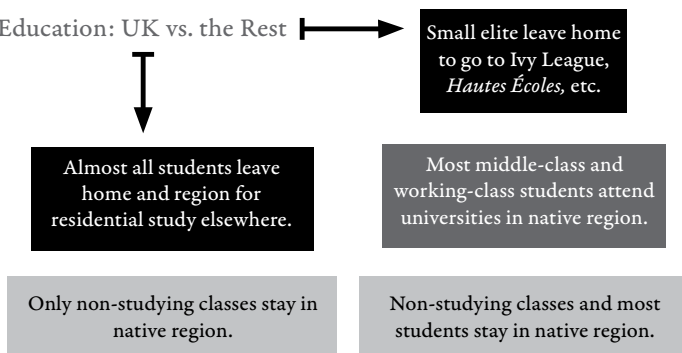 Education: UK vs. the Rest
Small elite leave home
to go to Ivy League,
Hautes Écoles, etc.
Almost all students leave
home and region for
residential study elsewhere.
Most middle-class and
working-class students attend
universities in native region.
Only non-studying classes stay in
native region.
Non-studying classes and most
students stay in native region.